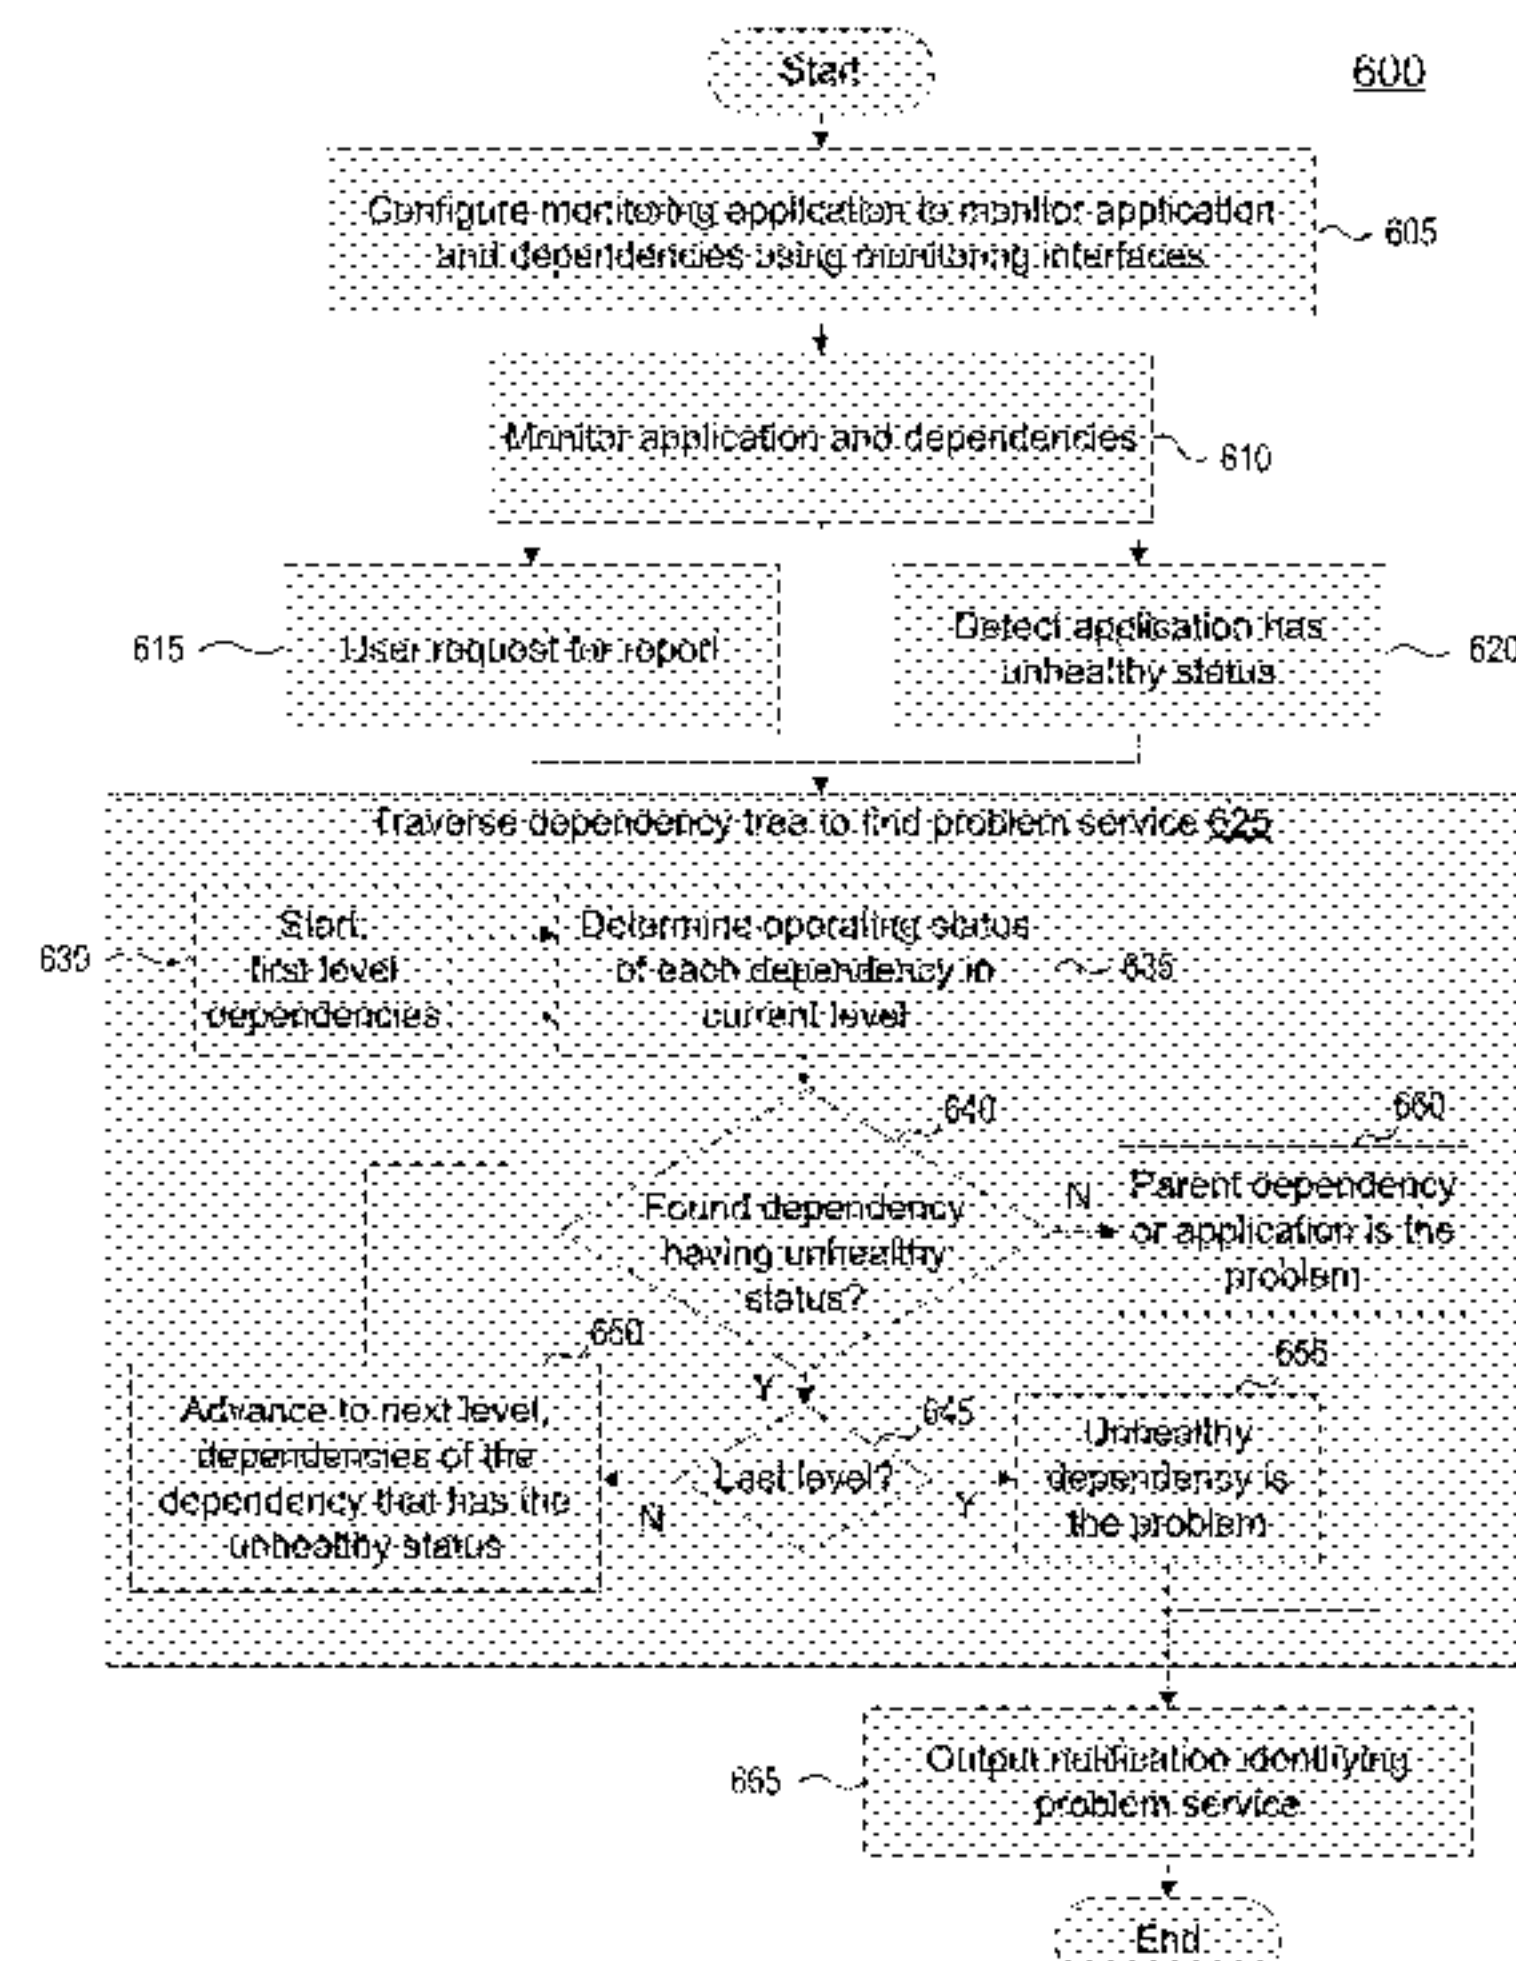 Start
600
Configure monitoring application to monitor application
and dependencies using monitoring interfaces
605
Monitor application and dependencies
610
615
User request for report
Detect application has
unhealthy status
620
Traverse dependency tree to find problem service 625
630
Start:
first level
dependencies
Determine operating status
of each dependency in
current level
635
640
Found dependency
having unhealthy
status?
N
660
Parent dependency
or application is the
problem
650
Advance to next level,
dependencies of the
dependency that has the
unhealthy status
Y
645
Last level?
N
Y
655
Unhealthy
dependency is
the problem
665
Output notification identifying
problem service
End